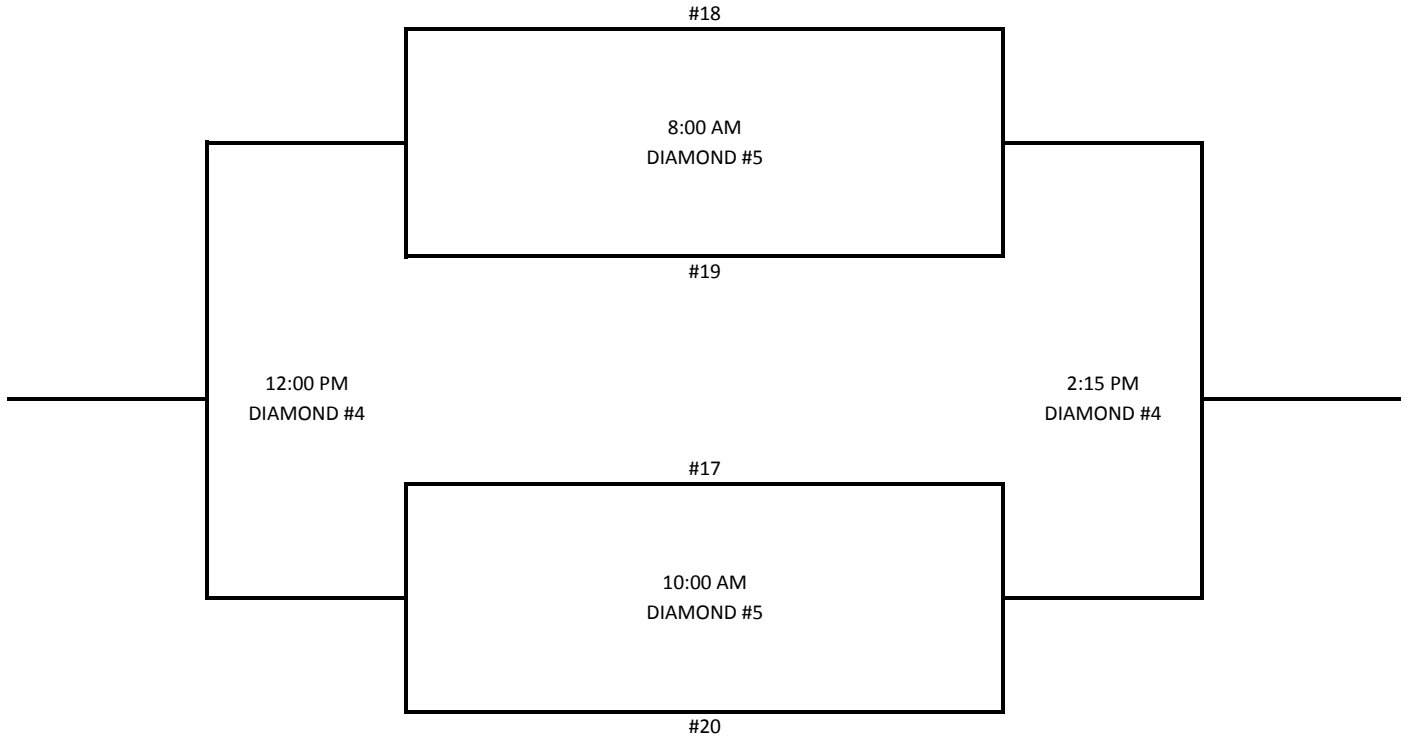 #18
8:00 AM
DIAMOND #5
#19
12:00 PM
DIAMOND #4
2:15 PM
DIAMOND #4
#17
10:00 AM
DIAMOND #5
#20